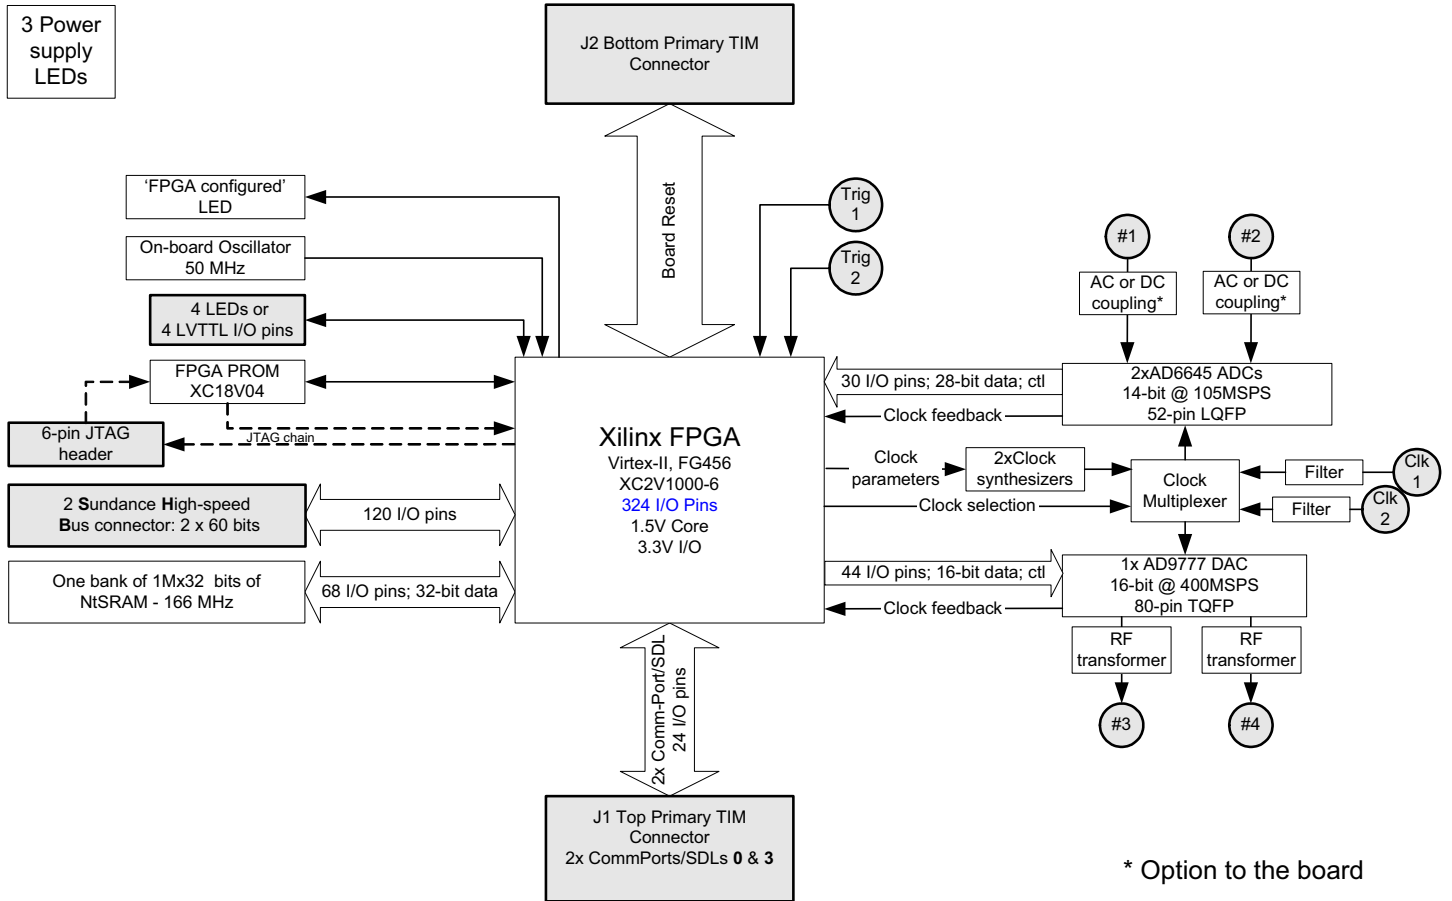 3 Power
supply
LEDs
J2 Bottom Primary TIM
Connector
Board Reset
'FPGA configured'
LED
On-board Oscillator
50 MHz
4 LEDs or
4 LVTTL I/O pins
FPGA PROM
XC18V04
6-pin JTAG
header
JTAG chain
2 Sundance High-speed
Bus connector: 2 x 60 bits
120 I/O pins
One bank of 1Mx32 bits of
NtSRAM - 166 MHz
68 I/O pins; 32-bit data
Xilinx FPGA
Virtex-II, FG456
XC2V1000-6
324 I/O Pins
1.5V Core
3.3V I/O
Trig
1
Trig
2
#1
#2
AC or DC
coupling*
AC or DC
coupling*
30 I/O pins; 28-bit data; ctl
2xAD6645 ADCs
14-bit @ 105MSPS
52-pin LQFP
Clock feedback
Clock
parameters
2xClock
synthesizers
Clock
Multiplexer
Filter
Clk
1
Clock selection
Filter
Clk
2
44 I/O pins; 16-bit data; ctl
1x AD9777 DAC
16-bit @ 400MSPS
80-pin TQFP
Clock feedback
RF
transformer
RF
transformer
#3
#4
2x Comm-Port/SDL
24 I/O pins
J1 Top Primary TIM
Connector
2x CommPorts/SDLs 0 & 3
* Option to the board